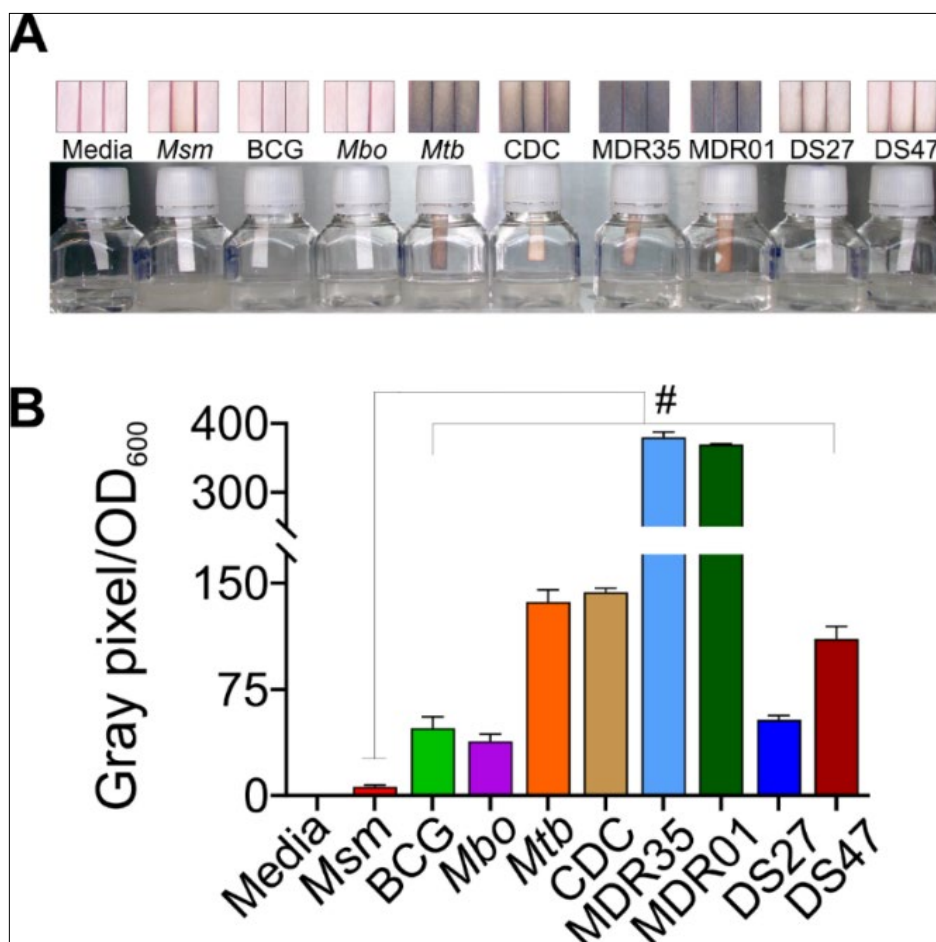 A
Media Msm BCG Mbo Mtb CDC MDR35 MDR01 DS27 DS47
B
Gray pixel/OD600
#
400
300
150
75
0
Media Msm BCG Mbo Mtb CDC MDR35 MDR01 DS27 DS47